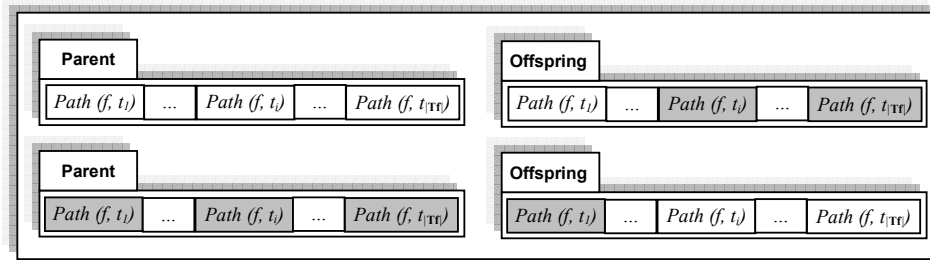 Parent
Path (f, t1) ... Path (f, ti) ... Path (f, t|Tf|)
Offspring
Path (f, t1) ... Path (f, ti) ... Path (f, t|Tf|)
Parent
Path (f, t1) ... Path (f, ti) ... Path (f, t|Tf|)
Offspring
Path (f, t1) ... Path (f, ti) ... Path (f, t|Tf|)